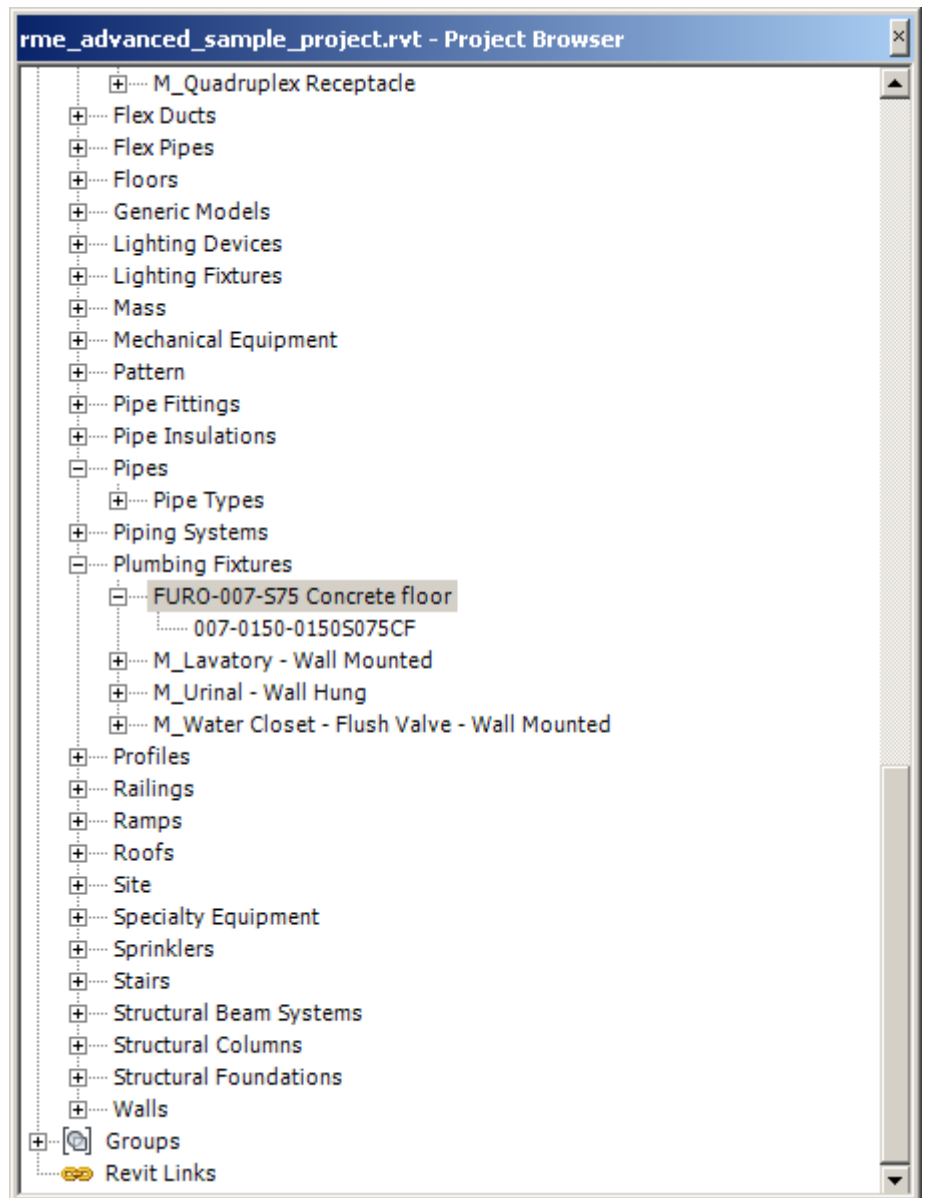 rme_advanced_sample_project.rvt - Project Browser
M_Quadruplex Receptacle
Flex Ducts
Flex Pipes
Floors
Generic Models
Lighting Devices
Lighting Fixtures
Mass
Mechanical Equipment
Pattern
Pipe Fittings
Pipe Insulations
Pipes
Pipe Types
Piping Systems
Plumbing Fixtures
FURO-007-S75 Concrete floor
007-0150-0150S075CF
M_Lavatory - Wall Mounted
M_Urinal - Wall Hung
M_Water Closet - Flush Valve - Wall Mounted
Profiles
Railings
Ramps
Roofs
Site
Specialty Equipment
Sprinklers
Stairs
Structural Beam Systems
Structural Columns
Structural Foundations
Walls
Groups
Revit Links